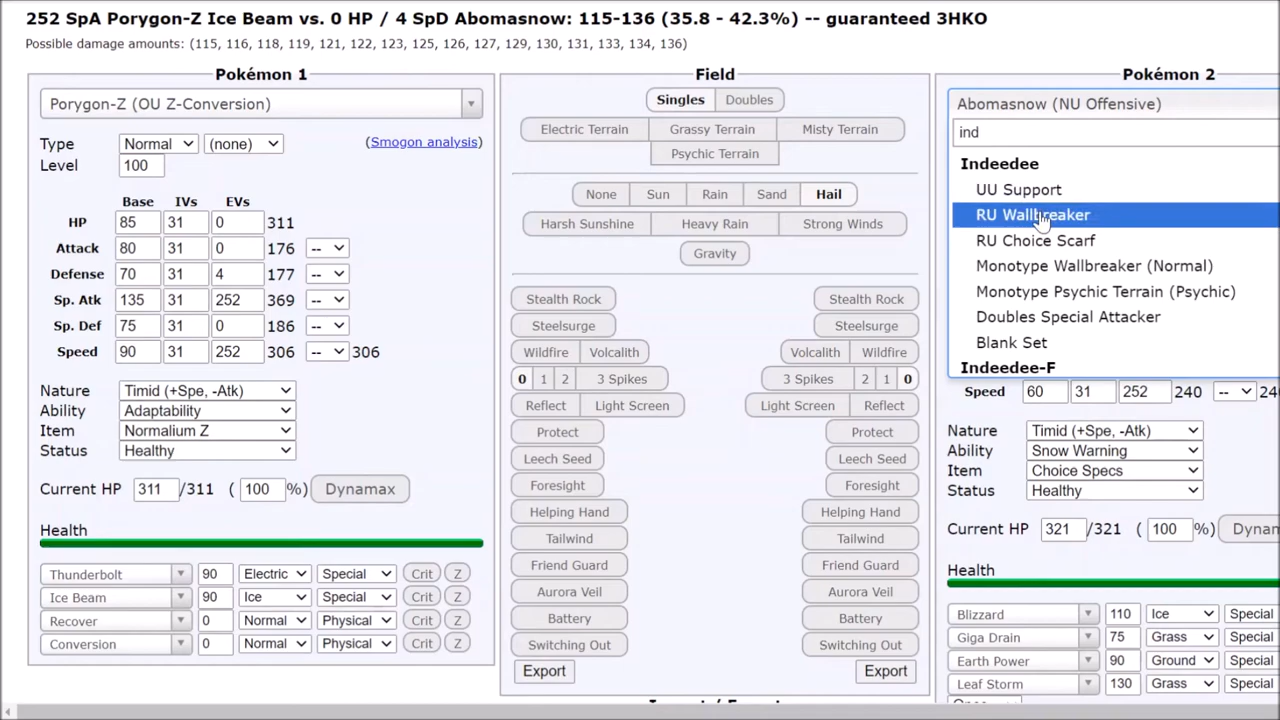 252 SpA Porygon-Z Ice Beam vs. 0 HP / 4 SpD Abomasnow: 115-136 (35.8 - 42.3%) -- guaranteed 3HKO
Possible damage amounts: (115, 116, 118, 119, 121, 122, 123, 125, 126, 127, 129, 130, 131, 133, 134, 136)
Pokémon 1
Porygon-Z (OU Z-Conversion)
Type Normal (none) (Smogon analysis)
Level 100
Base IVs EVs
HP 85 31 0 311
Attack 80 31 0 176 --
Defense 70 31 4 177 --
Sp. Atk 135 31 252 369 --
Sp. Def 75 31 0 186 --
Speed 90 31 252 306 -- 306
Nature Timid (+Spe, -Atk)
Ability Adaptability
Item Normalium Z
Status Healthy
Current HP 311 /311 ( 100 %) Dynamax
Health
Thunderbolt 90 Electric Special Crit Z
Ice Beam 90 Ice Special Crit Z
Recover 0 Normal Physical Crit Z
Conversion 0 Normal Physical Crit Z
Field
Singles Doubles
Electric Terrain Grassy Terrain Misty Terrain
Psychic Terrain
None Sun Rain Sand Hail
Harsh Sunshine Heavy Rain Strong Winds
Gravity
Stealth Rock Stealth Rock
Steelsurge Steelsurge
Wildfire Volcalith Volcalith Wildfire
0 1 2 3 Spikes 3 Spikes 2 1 0
Reflect Light Screen Light Screen Reflect
Protect Protect
Leech Seed Leech Seed
Foresight Foresight
Helping Hand Helping Hand
Tailwind Tailwind
Friend Guard Friend Guard
Aurora Veil Aurora Veil
Battery Battery
Switching Out Switching Out
Export Export
Pokémon 2
Abomasnow (NU Offensive)
ind
Indeedee
UU Support
RU Wallbreaker
RU Choice Scarf
Monotype Wallbreaker (Normal)
Monotype Psychic Terrain (Psychic)
Doubles Special Attacker
Blank Set
Indeedee-F
Speed 60 31 252 240 --
Nature Timid (+Spe, -Atk)
Ability Snow Warning
Item Choice Specs
Status Healthy
Current HP 321 /321 ( 100 %)
Health
Blizzard 110 Ice Special
Giga Drain 75 Grass Special
Earth Power 90 Ground Special
Leaf Storm 130 Grass Special